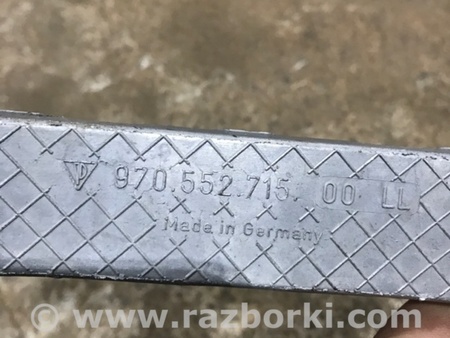 970.552.715. 00 LL
Made in Germany
© www.razborki.com